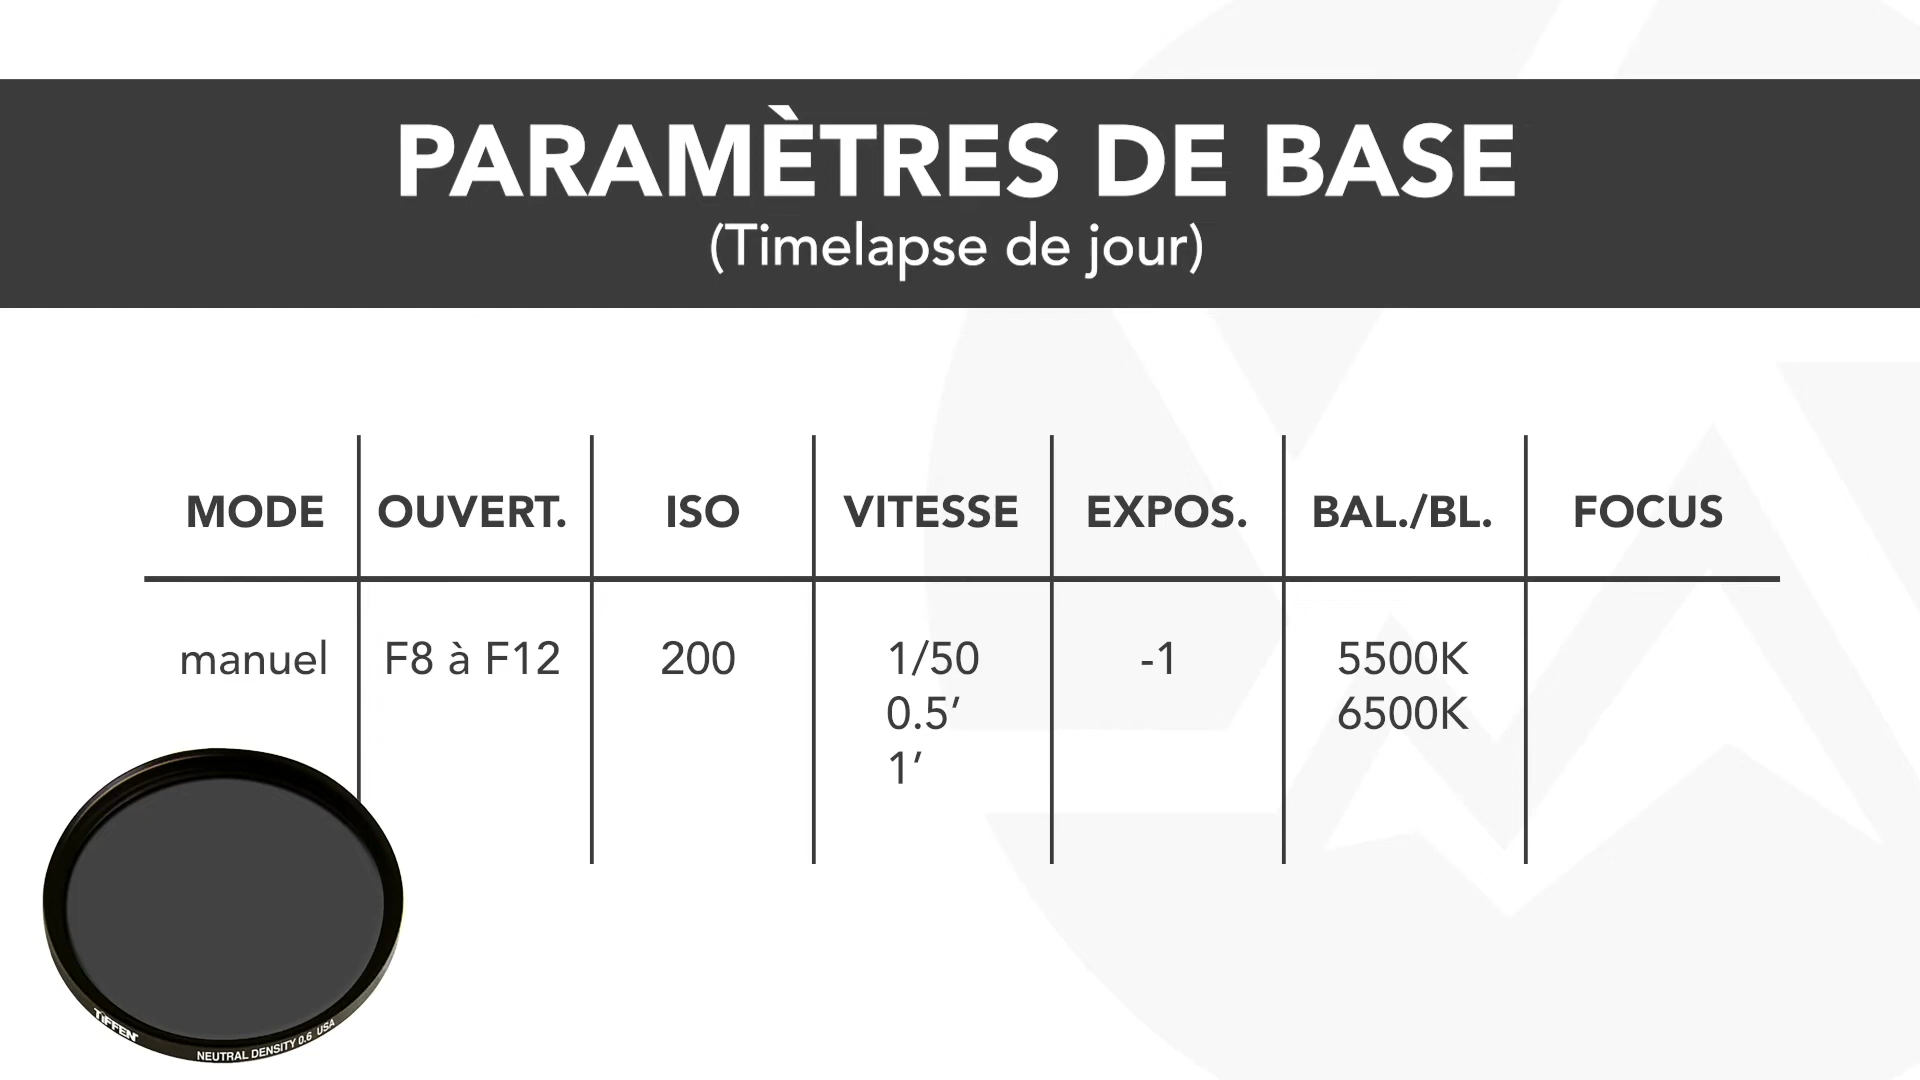 PARAMÈTRES DE BASE
(Timelapse de jour)
MODE OUVERT. ISO VITESSE EXPOS. BAL./BL. FOCUS
manuel F8 à F12 200 1/50 -1 5500K
0.5’ 6500K
1’
TIFFEN
NEUTRAL DENSITY 0.6 USA